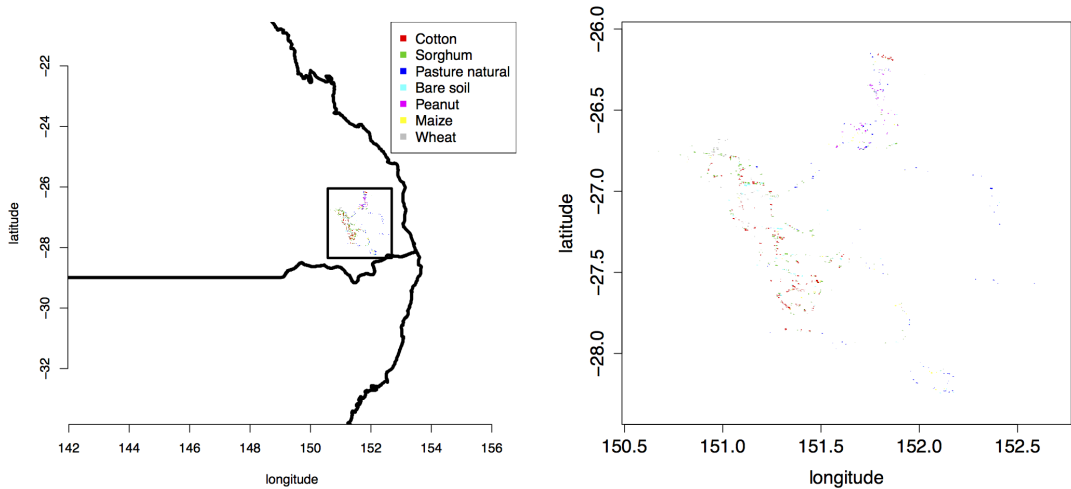 Cotton
Sorghum
Pasture natural
Bare soil
Peanut
Maize
Wheat
latitude
-22
-24
-26
-28
-30
-32
142 144 146 148 150 152 154 156
longitude
latitude
-26.0
-26.5
-27.0
-27.5
-28.0
150.5 151.0 151.5 152.0 152.5
longitude